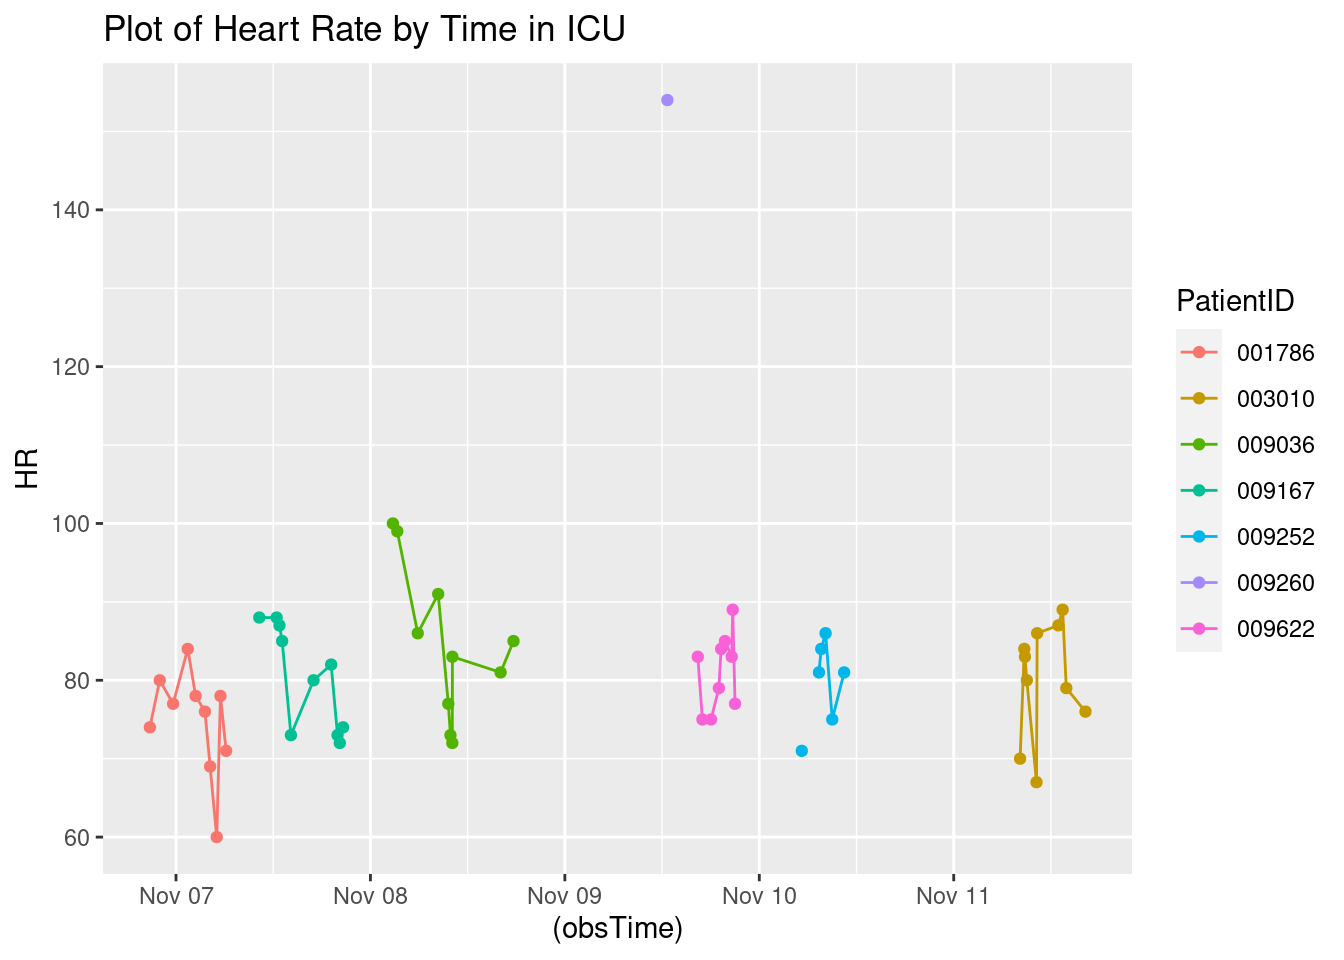 Plot of Heart Rate by Time in ICU
140
120
100
80
60
HR
Nov 07
Nov 08
Nov 09
Nov 10
Nov 11
(obsTime)
PatientID
001786
003010
009036
009167
009252
009260
009622